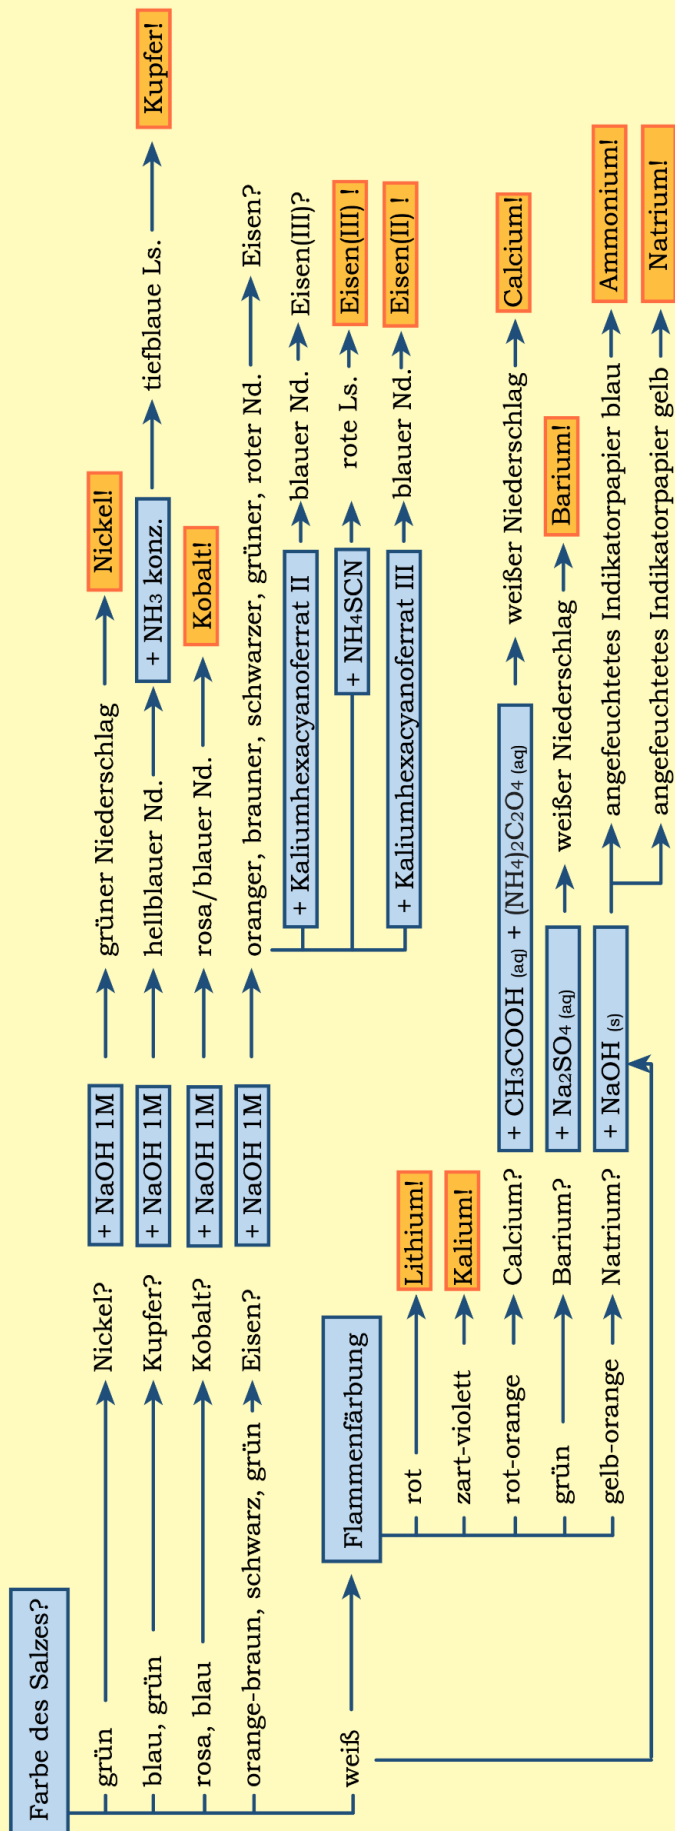 Farbe des Salzes?
grün
Nickel?
+ NaOH 1M
grüner Niederschlag
Nickel!
blau, grün
Kupfer?
+ NaOH 1M
hellblauer Nd.
+ NH₃ konz.
tiefblaue Ls.
Kupfer!
rosa, blau
Kobalt?
+ NaOH 1M
rosa/blauer Nd.
Kobalt!
orange-braun, schwarz, grün
Eisen?
+ NaOH 1M
oranger, brauner, schwarzer, grüner, roter Nd.
Eisen?
+ Kaliumhexacyanoferrat II
blauer Nd.
Eisen(III)?
+ NH₄SCN
rote Ls.
Eisen(III) !
+ Kaliumhexacyanoferrat III
blauer Nd.
Eisen(II) !
weiß
Flammenfärbung
rot
Lithium!
zart-violett
Kalium!
rot-orange
Calcium?
+ CH₃COOH (aq) + (NH₄)₂C₂O₄ (aq)
weißer Niederschlag
Calcium!
grün
Barium?
+ Na₂SO₄ (aq)
weißer Niederschlag
Barium!
gelb-orange
Natrium?
+ NaOH (s)
angefeuchtetes Indikatorpapier blau
Ammonium!
angefeuchtetes Indikatorpapier gelb
Natrium!